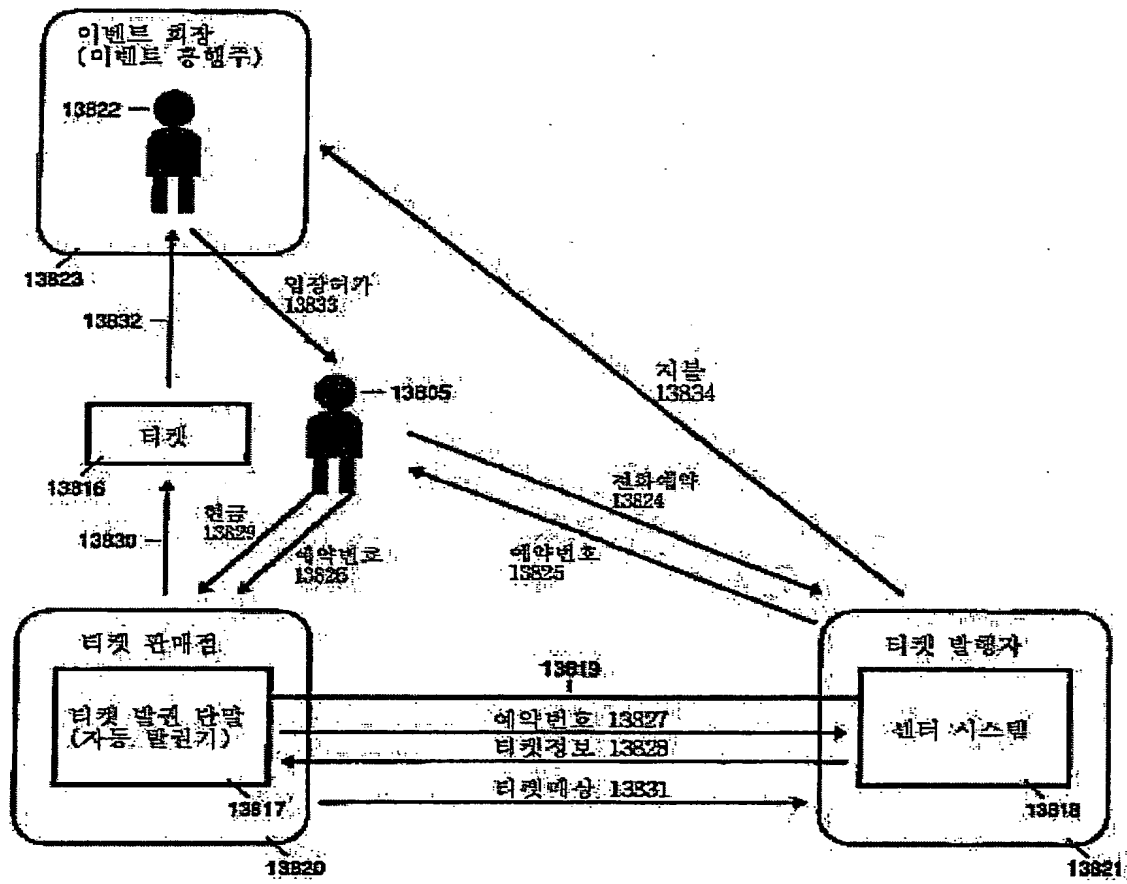 이벤트 회장
(이벤트 흥행주)
13822
13823
입장허가
13833
13832
13805
지불
13834
티켓
13816
전화예약
13824
현금
13829
13830
예약번호
13826
예약번호
13825
티켓 판매점
티켓 발행자
13819
티켓 발권 단말
(자동 발권기)
예약번호 13827
티켓정보 13828
센터 시스템
13817
티켓매상 13831
13818
13820
13821